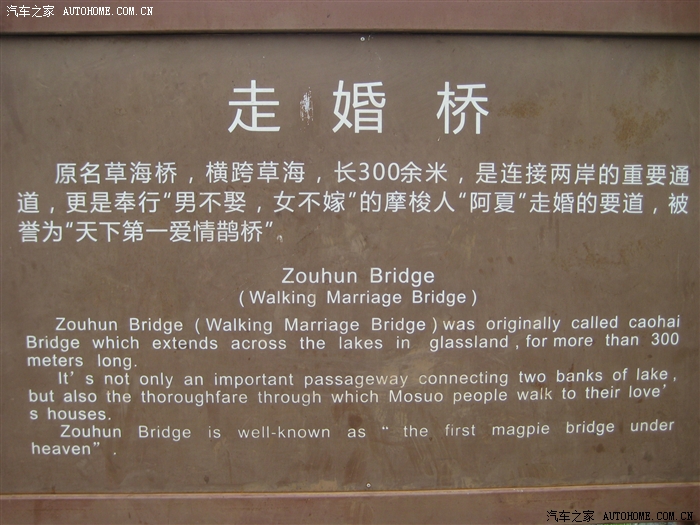 汽车之家 AUTOHOME.COM.CN
走婚桥
原名草海桥，横跨草海，长300余米，是连接两岸的重要通
道，更是奉行“男不娶，女不嫁”的摩梭人“阿夏”走婚的要道，被
誉为“天下第一爱情鹊桥”。
Zouhun Bridge
( Walking Marriage Bridge )
Zouhun Bridge ( Walking Marriage Bridge ) was originally called caohai
Bridge which extends across the lakes in glassland , for more than 300
meters long.
It’s not only an important passageway connecting two banks of lake,
but also the thoroughfare through which Mosuo people walk to their love’
s houses.
Zouhun Bridge is well-known as “ the first magpie bridge under
heaven” .
汽车之家 AUTOHOME.COM.CN